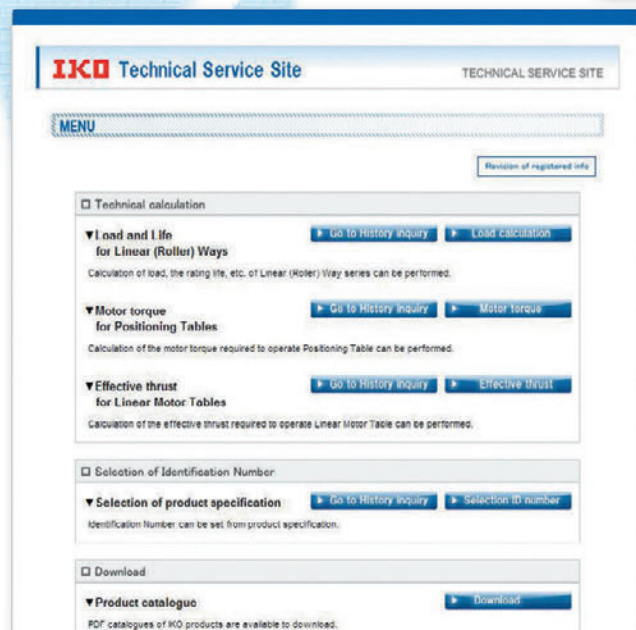 IKO Technical Service Site
TECHNICAL SERVICE SITE
MENU
Revision of registered info
Technical calculation
▼Load and Life
for Linear (Roller) Ways
Go to History inquiry
Load calculation
Calculation of load, the rating life, etc. of Linear (Roller) Way series can be performed.
▼Motor torque
for Positioning Tables
Go to History inquiry
Motor torque
Calculation of the motor torque required to operate Positioning Table can be performed.
▼Effective thrust
for Linear Motor Tables
Go to History inquiry
Effective thrust
Calculation of the effective thrust required to operate Linear Motor Table can be performed.
Selection of Identification Number
▼Selection of product specification
Go to History inquiry
Selection ID number
Identification Number can be set from product specification.
Download
▼Product catalogue
Download
PDF catalogues of IKO products are available to download.